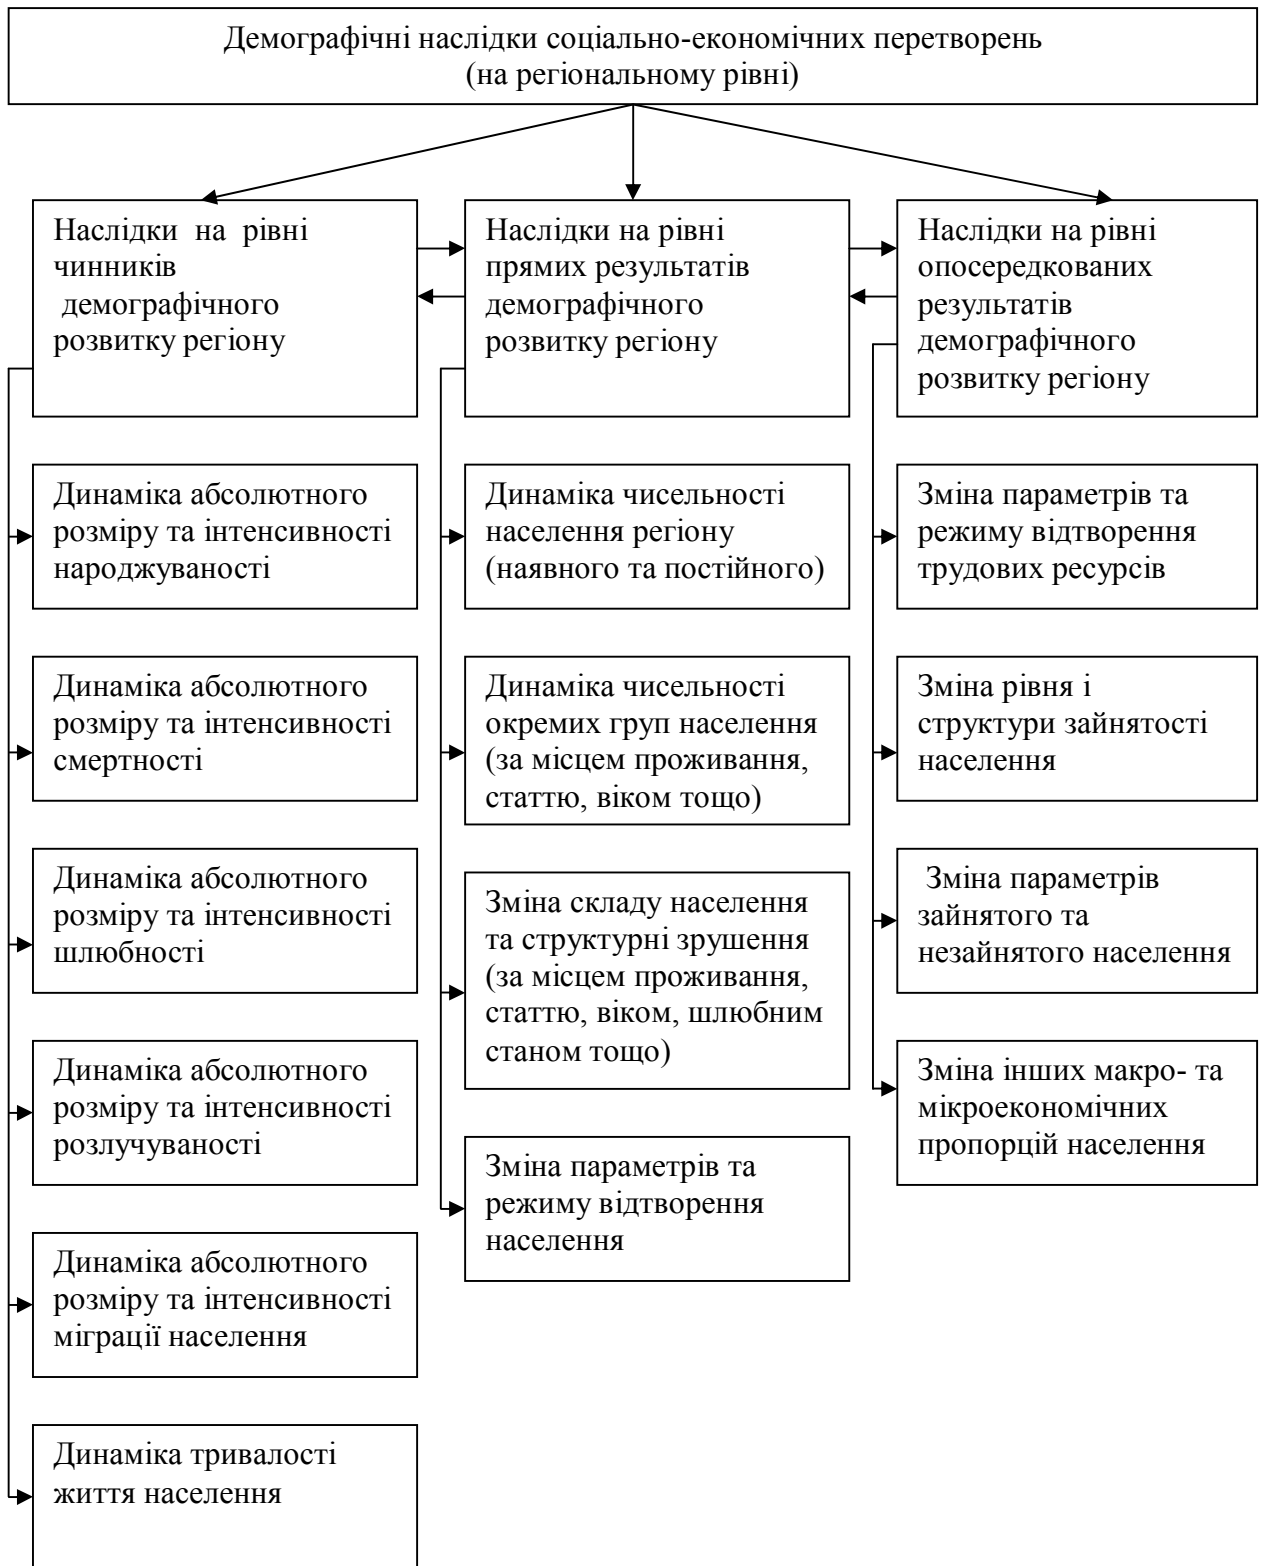 Демографічні наслідки соціально-економічних перетворень
(на регіональному рівні)
Наслідки на рівні
чинників
демографічного
розвитку регіону
Наслідки на рівні
прямих результатів
демографічного
розвитку регіону
Наслідки на рівні
опосередкованих
результатів
демографічного
розвитку регіону
Динаміка абсолютного
розміру та інтенсивності
народжуваності
Динаміка абсолютного
розміру та інтенсивності
смертності
Динаміка абсолютного
розміру та інтенсивності
шлюбності
Динаміка абсолютного
розміру та інтенсивності
розлучуваності
Динаміка абсолютного
розміру та інтенсивності
міграції населення
Динаміка тривалості
життя населення
Динаміка чисельності
населення регіону
(наявного та постійного)
Динаміка чисельності
окремих груп населення
(за місцем проживання,
статтю, віком тощо)
Зміна складу населення
та структурні зрушення
(за місцем проживання,
статтю, віком, шлюбним
станом тощо)
Зміна параметрів та
режиму відтворення
населення
Зміна параметрів та
режиму відтворення
трудових ресурсів
Зміна рівня і
структури зайнятості
населення
Зміна параметрів
зайнятого та
незайнятого населення
Зміна інших макро- та
мікроекономічних
пропорцій населення